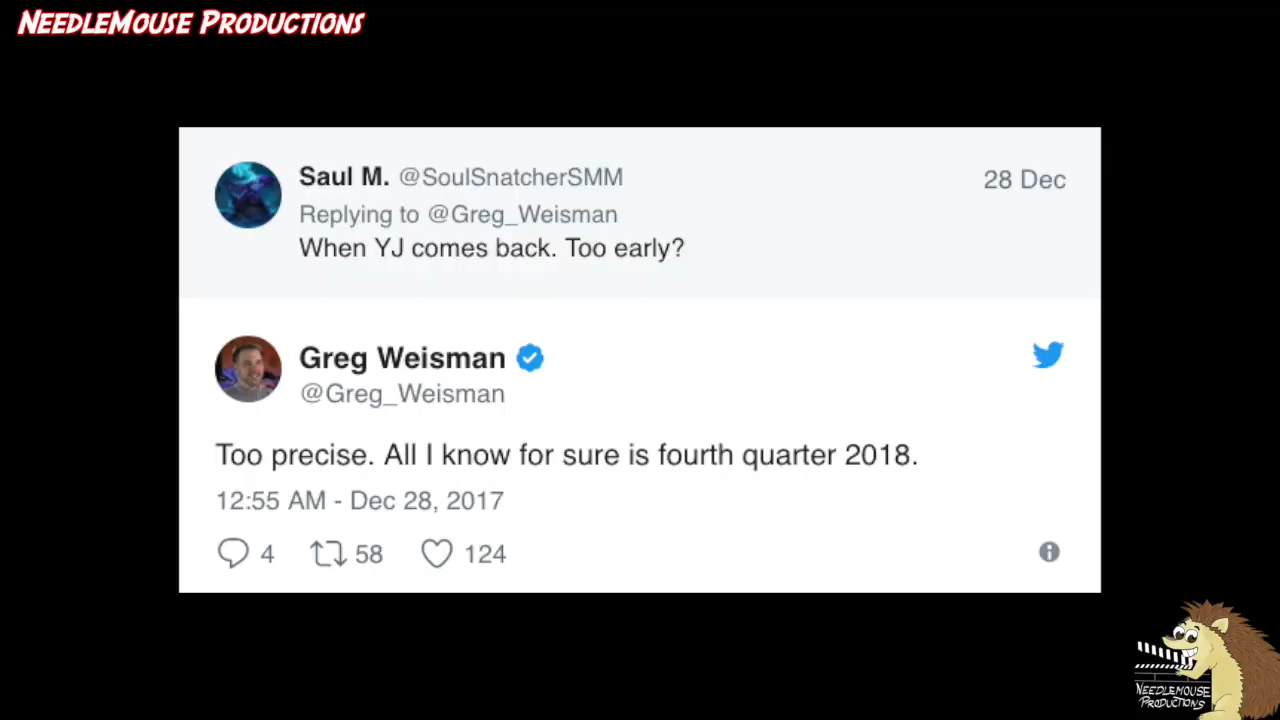 NEEDLEMOUSE PRODUCTIONS
Saul M. @SoulSnatcherSMM
28 Dec
Replying to @Greg_Weisman
When YJ comes back. Too early?
Greg Weisman
@Greg_Weisman
Too precise. All I know for sure is fourth quarter 2018.
12:55 AM - Dec 28, 2017
4 58 124
NEEDLEMOUSE
PRODUCTIONS